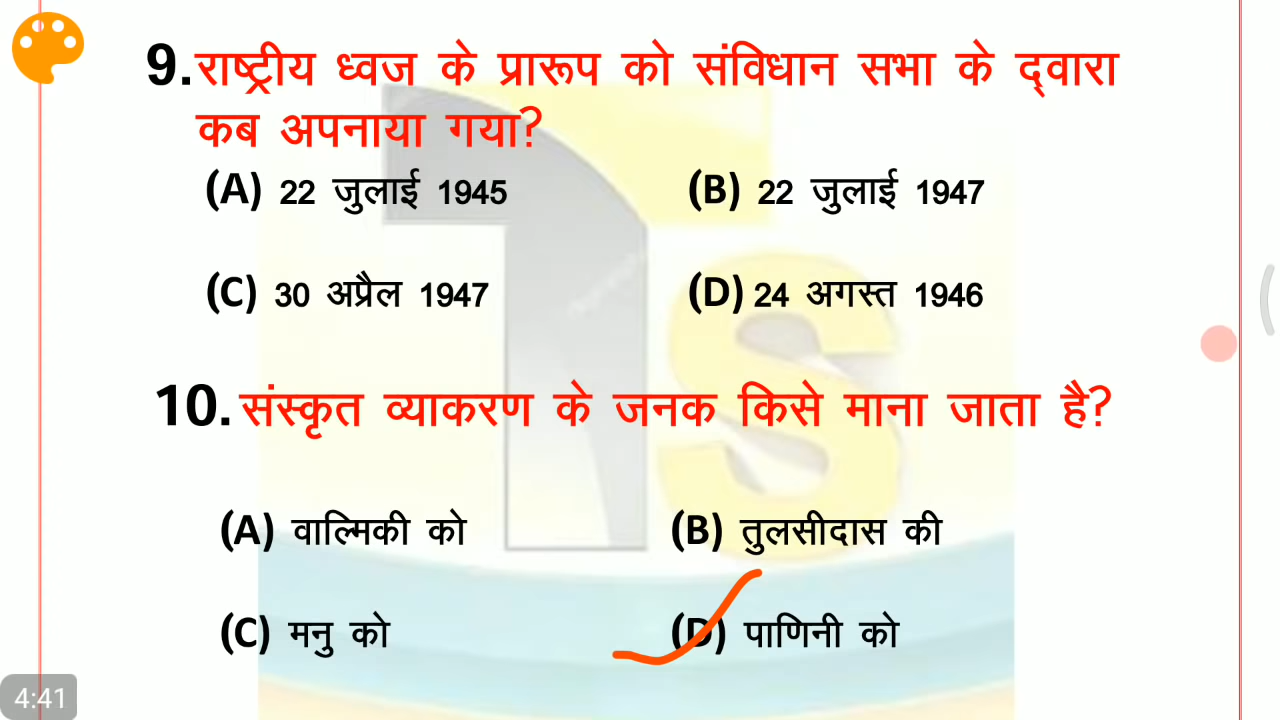 9. राष्ट्रीय ध्वज के प्रारूप को संविधान सभा के द्वारा
कब अपनाया गया?
(A) 22 जुलाई 1945 (B) 22 जुलाई 1947
(C) 30 अप्रैल 1947 (D) 24 अगस्त 1946
10. संस्कृत व्याकरण के जनक किसे माना जाता है?
(A) वाल्मिकी को (B) तुलसीदास की
(C) मनु को (D) पाणिनी को
4:41